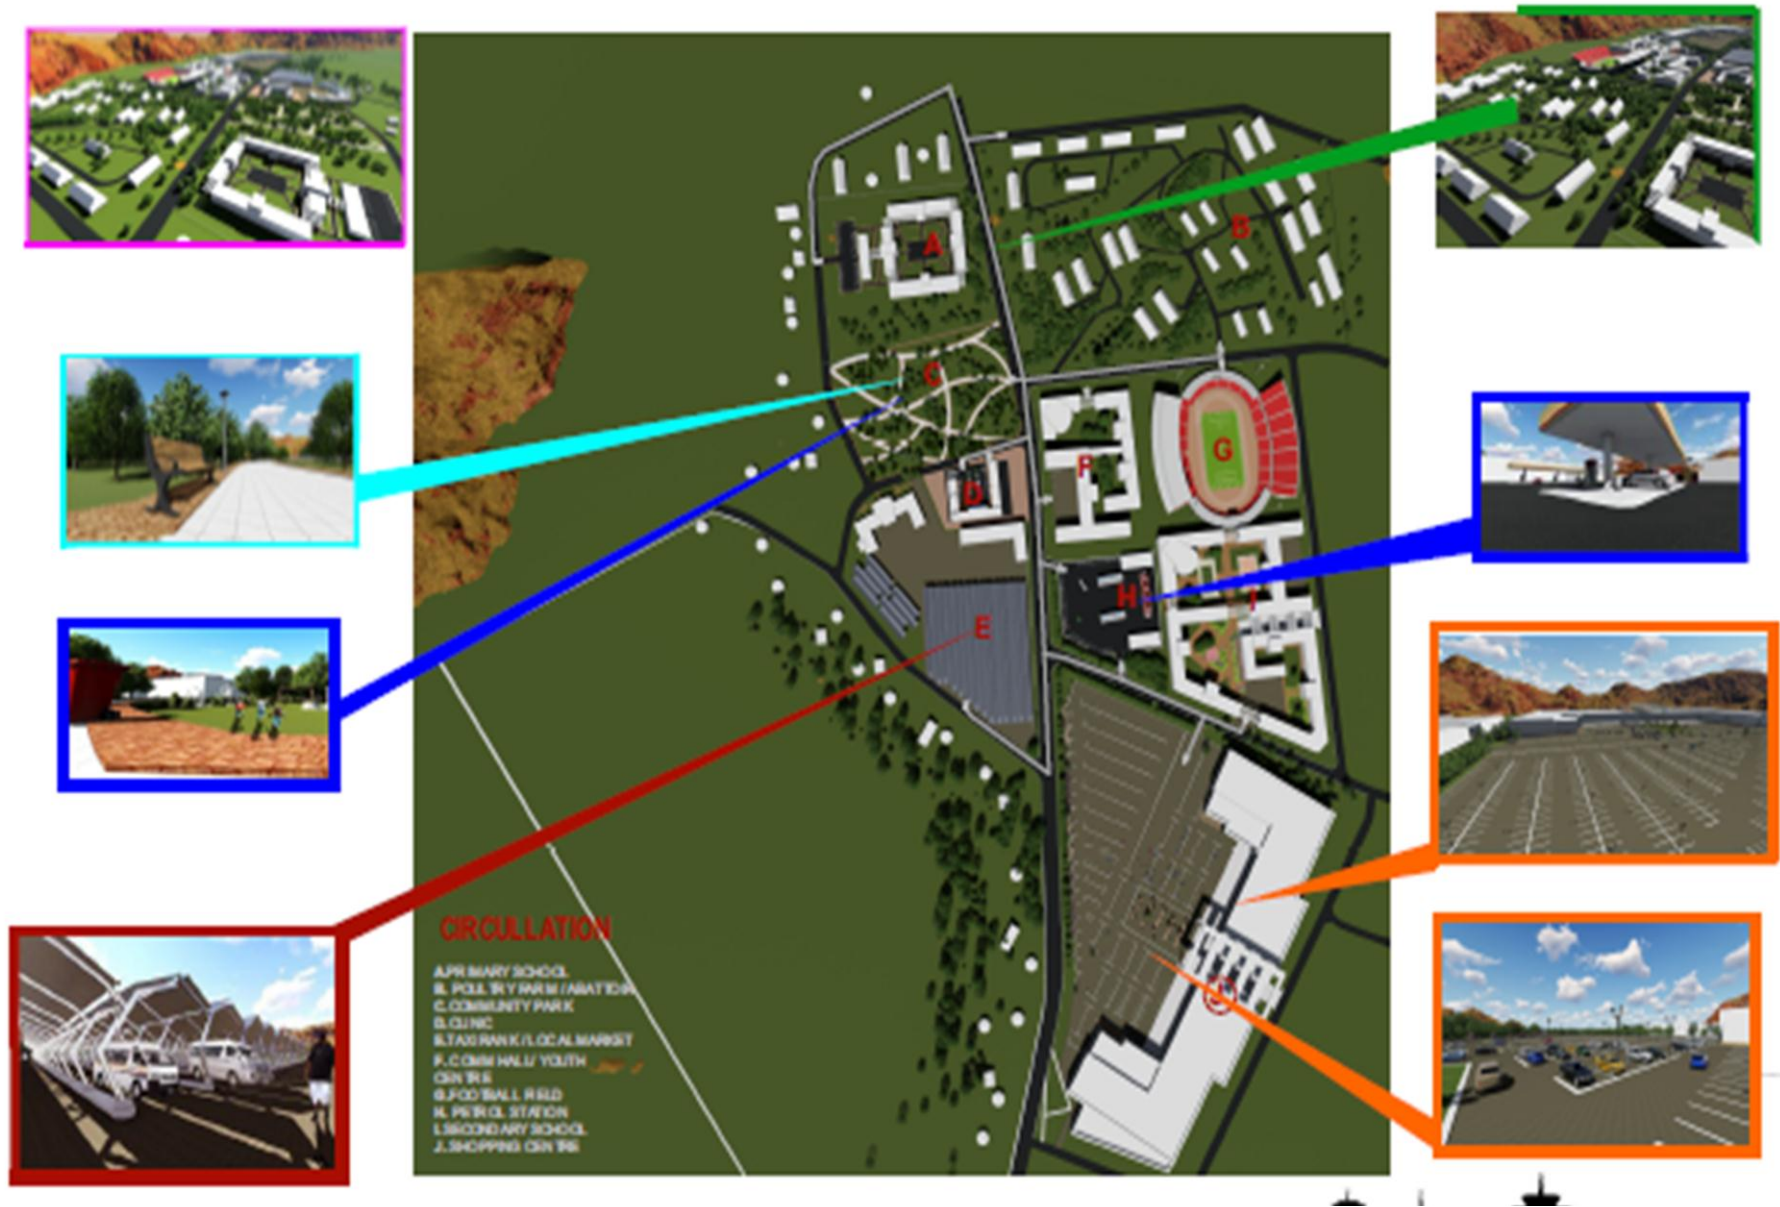 A
B
C
D
E
F
G
H
I
J
CIRCULLATION
A.PRIMARY SCHOOL
B. POULTRY FARM / ABATTOIR
C. COMMUNITY PARK
D. CLINIC
E.TAXI RANK / LOCAL MARKET
F. COMM HALL/ YOUTH
CENTRE
G.FOOTBALL FIELD
H. PETROL STATION
I.SECONDARY SCHOOL
J. SHOPPING CENTRE